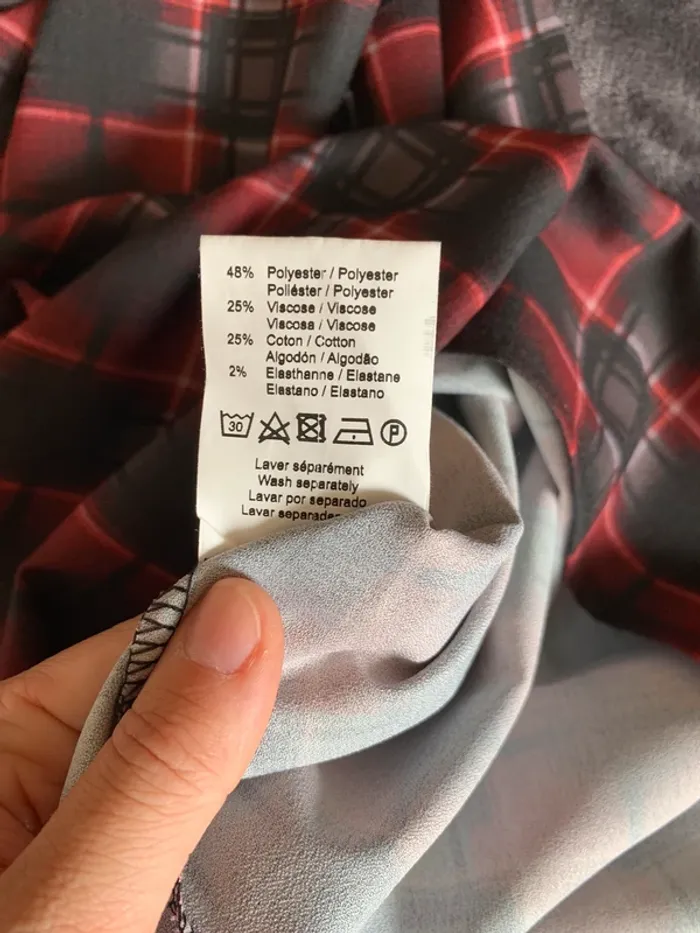 48% Polyester / Polyester
Poliéster / Polyester
25% Viscose / Viscose
Viscosa / Viscose
25% Coton / Cotton
Algodón / Algodão
2% Elasthanne / Elastane
Elastano / Elastano
30 P
Laver séparément
Wash separately
Lavar por separado
Lavar